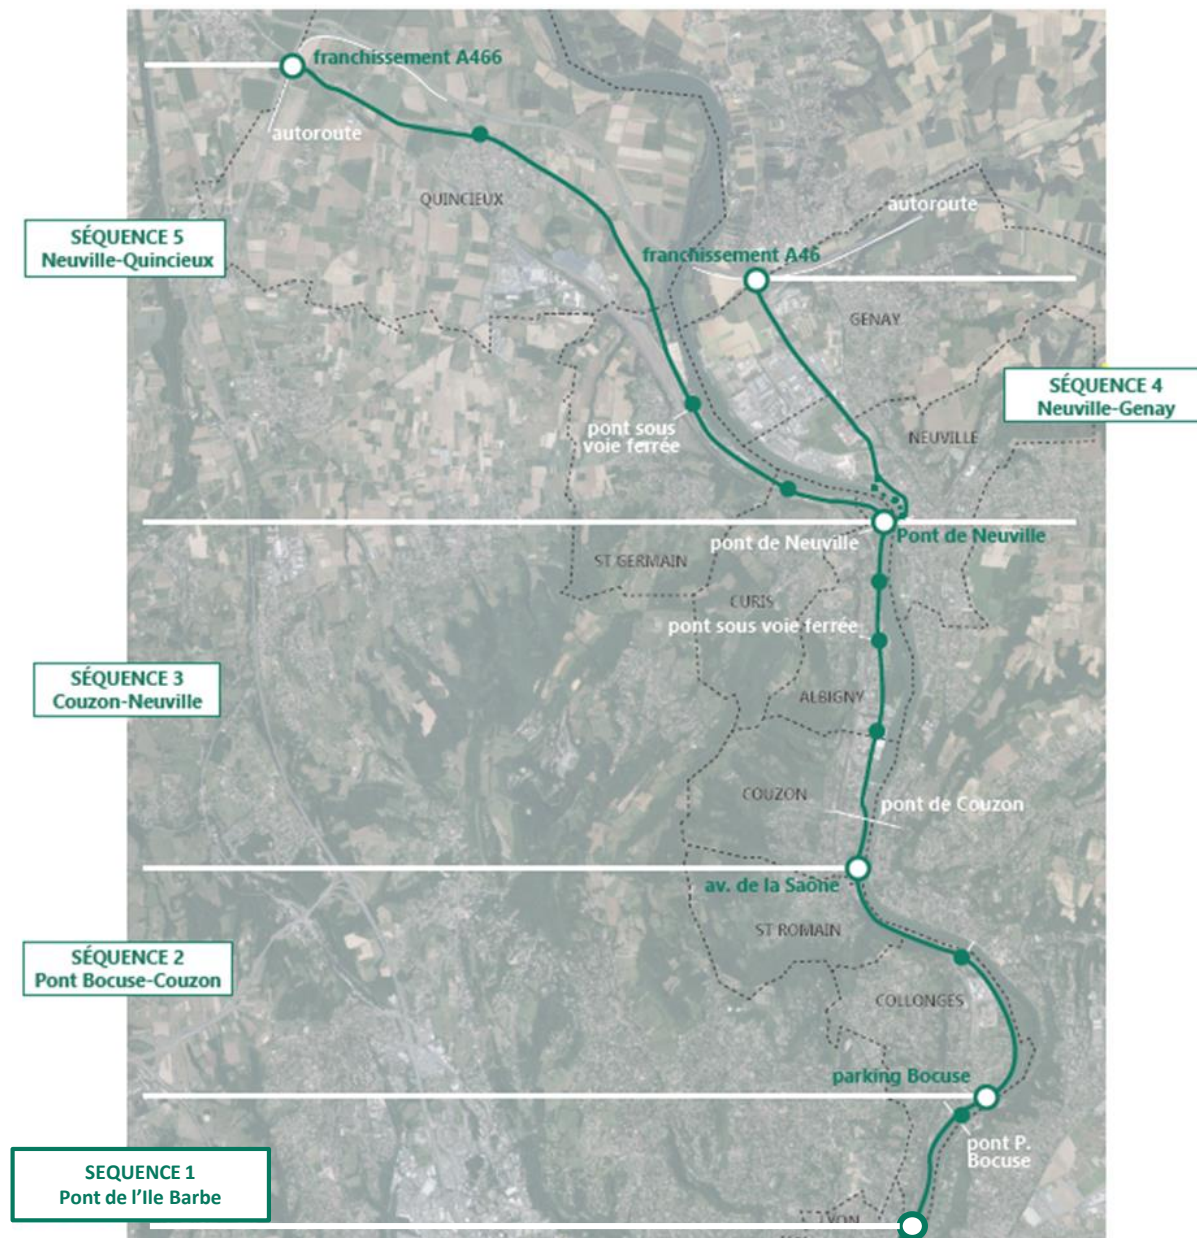 franchissement A466
autoroute
QUINCIEUX
autoroute
SÉQUENCE 5
Neuville-Quincieux
franchissement A46
GENAY
SÉQUENCE 4
Neuville-Genay
pont sous
voie ferrée
NEUVILLE
pont de Neuville
Pont de Neuville
ST GERMAIN
CURIS
pont sous voie ferrée
SÉQUENCE 3
Couzon-Neuville
ALBIGNY
COUZON
pont de Couzon
av. de la Saône
ST ROMAIN
SÉQUENCE 2
Pont Bocuse-Couzon
COLLONGES
parking Bocuse
pont P.
Bocuse
SEQUENCE 1
Pont de l'Ile Barbe
LYON